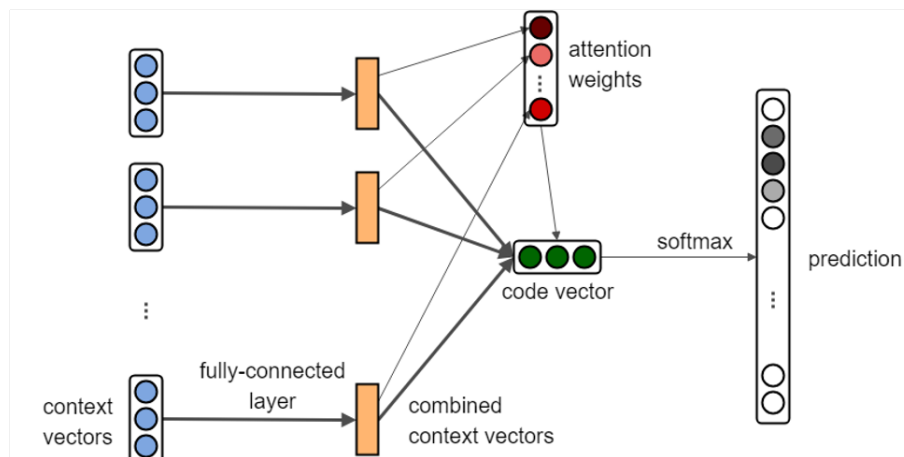 attention
weights
softmax
prediction
code vector
fully-connected
layer
context
vectors
combined
context vectors